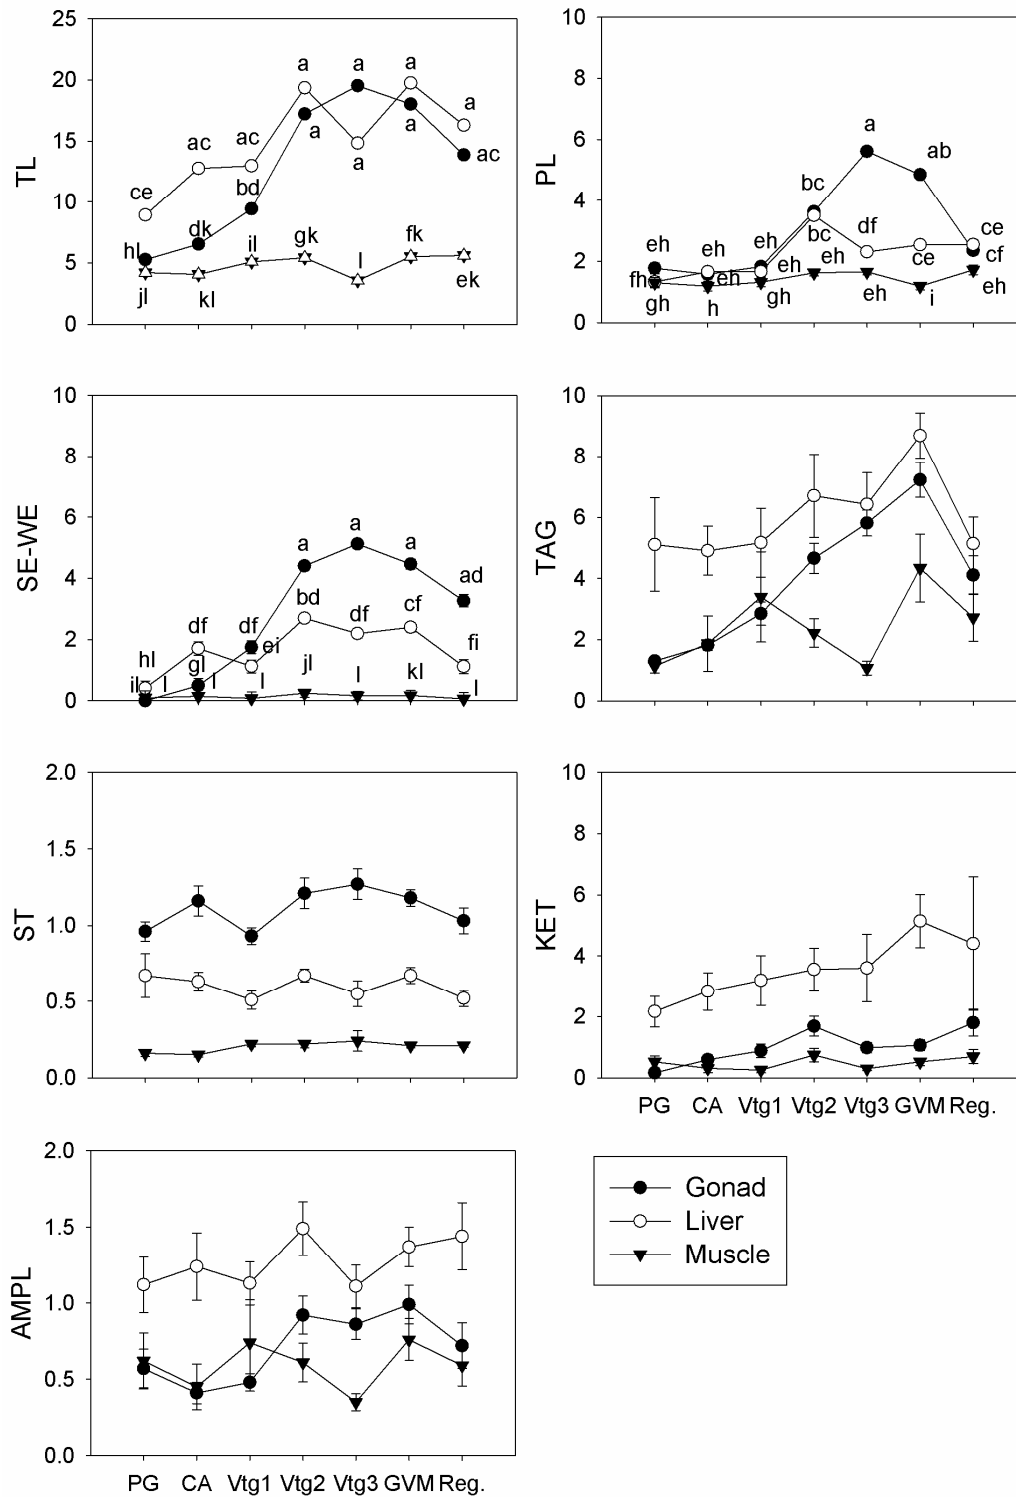 TL
25
20
15
10
5
0
ce
ac
ac
a
a
a
a
hl
dk
bd
a
a
a
ac
jl
kl
il
gk
l
fk
ek
PL
10
8
6
4
2
0
eh
eh
eh
bc
a
ab
ce
fh
eh
eh
bc
df
ce
cf
gh
h
gh
eh
eh
i
eh
SE-WE
10
8
6
4
2
0
hl
df
df
a
a
a
ad
il
gl
ei
bd
df
cf
fi
l
l
l
jl
l
kl
l
TAG
10
8
6
4
2
0
ST
2.0
1.5
1.0
0.5
0.0
KET
10
8
6
4
2
0
PG CA Vtg1 Vtg2 Vtg3 GVM Reg.
AMPL
2.0
1.5
1.0
0.5
0.0
PG CA Vtg1 Vtg2 Vtg3 GVM Reg.
Gonad
Liver
Muscle